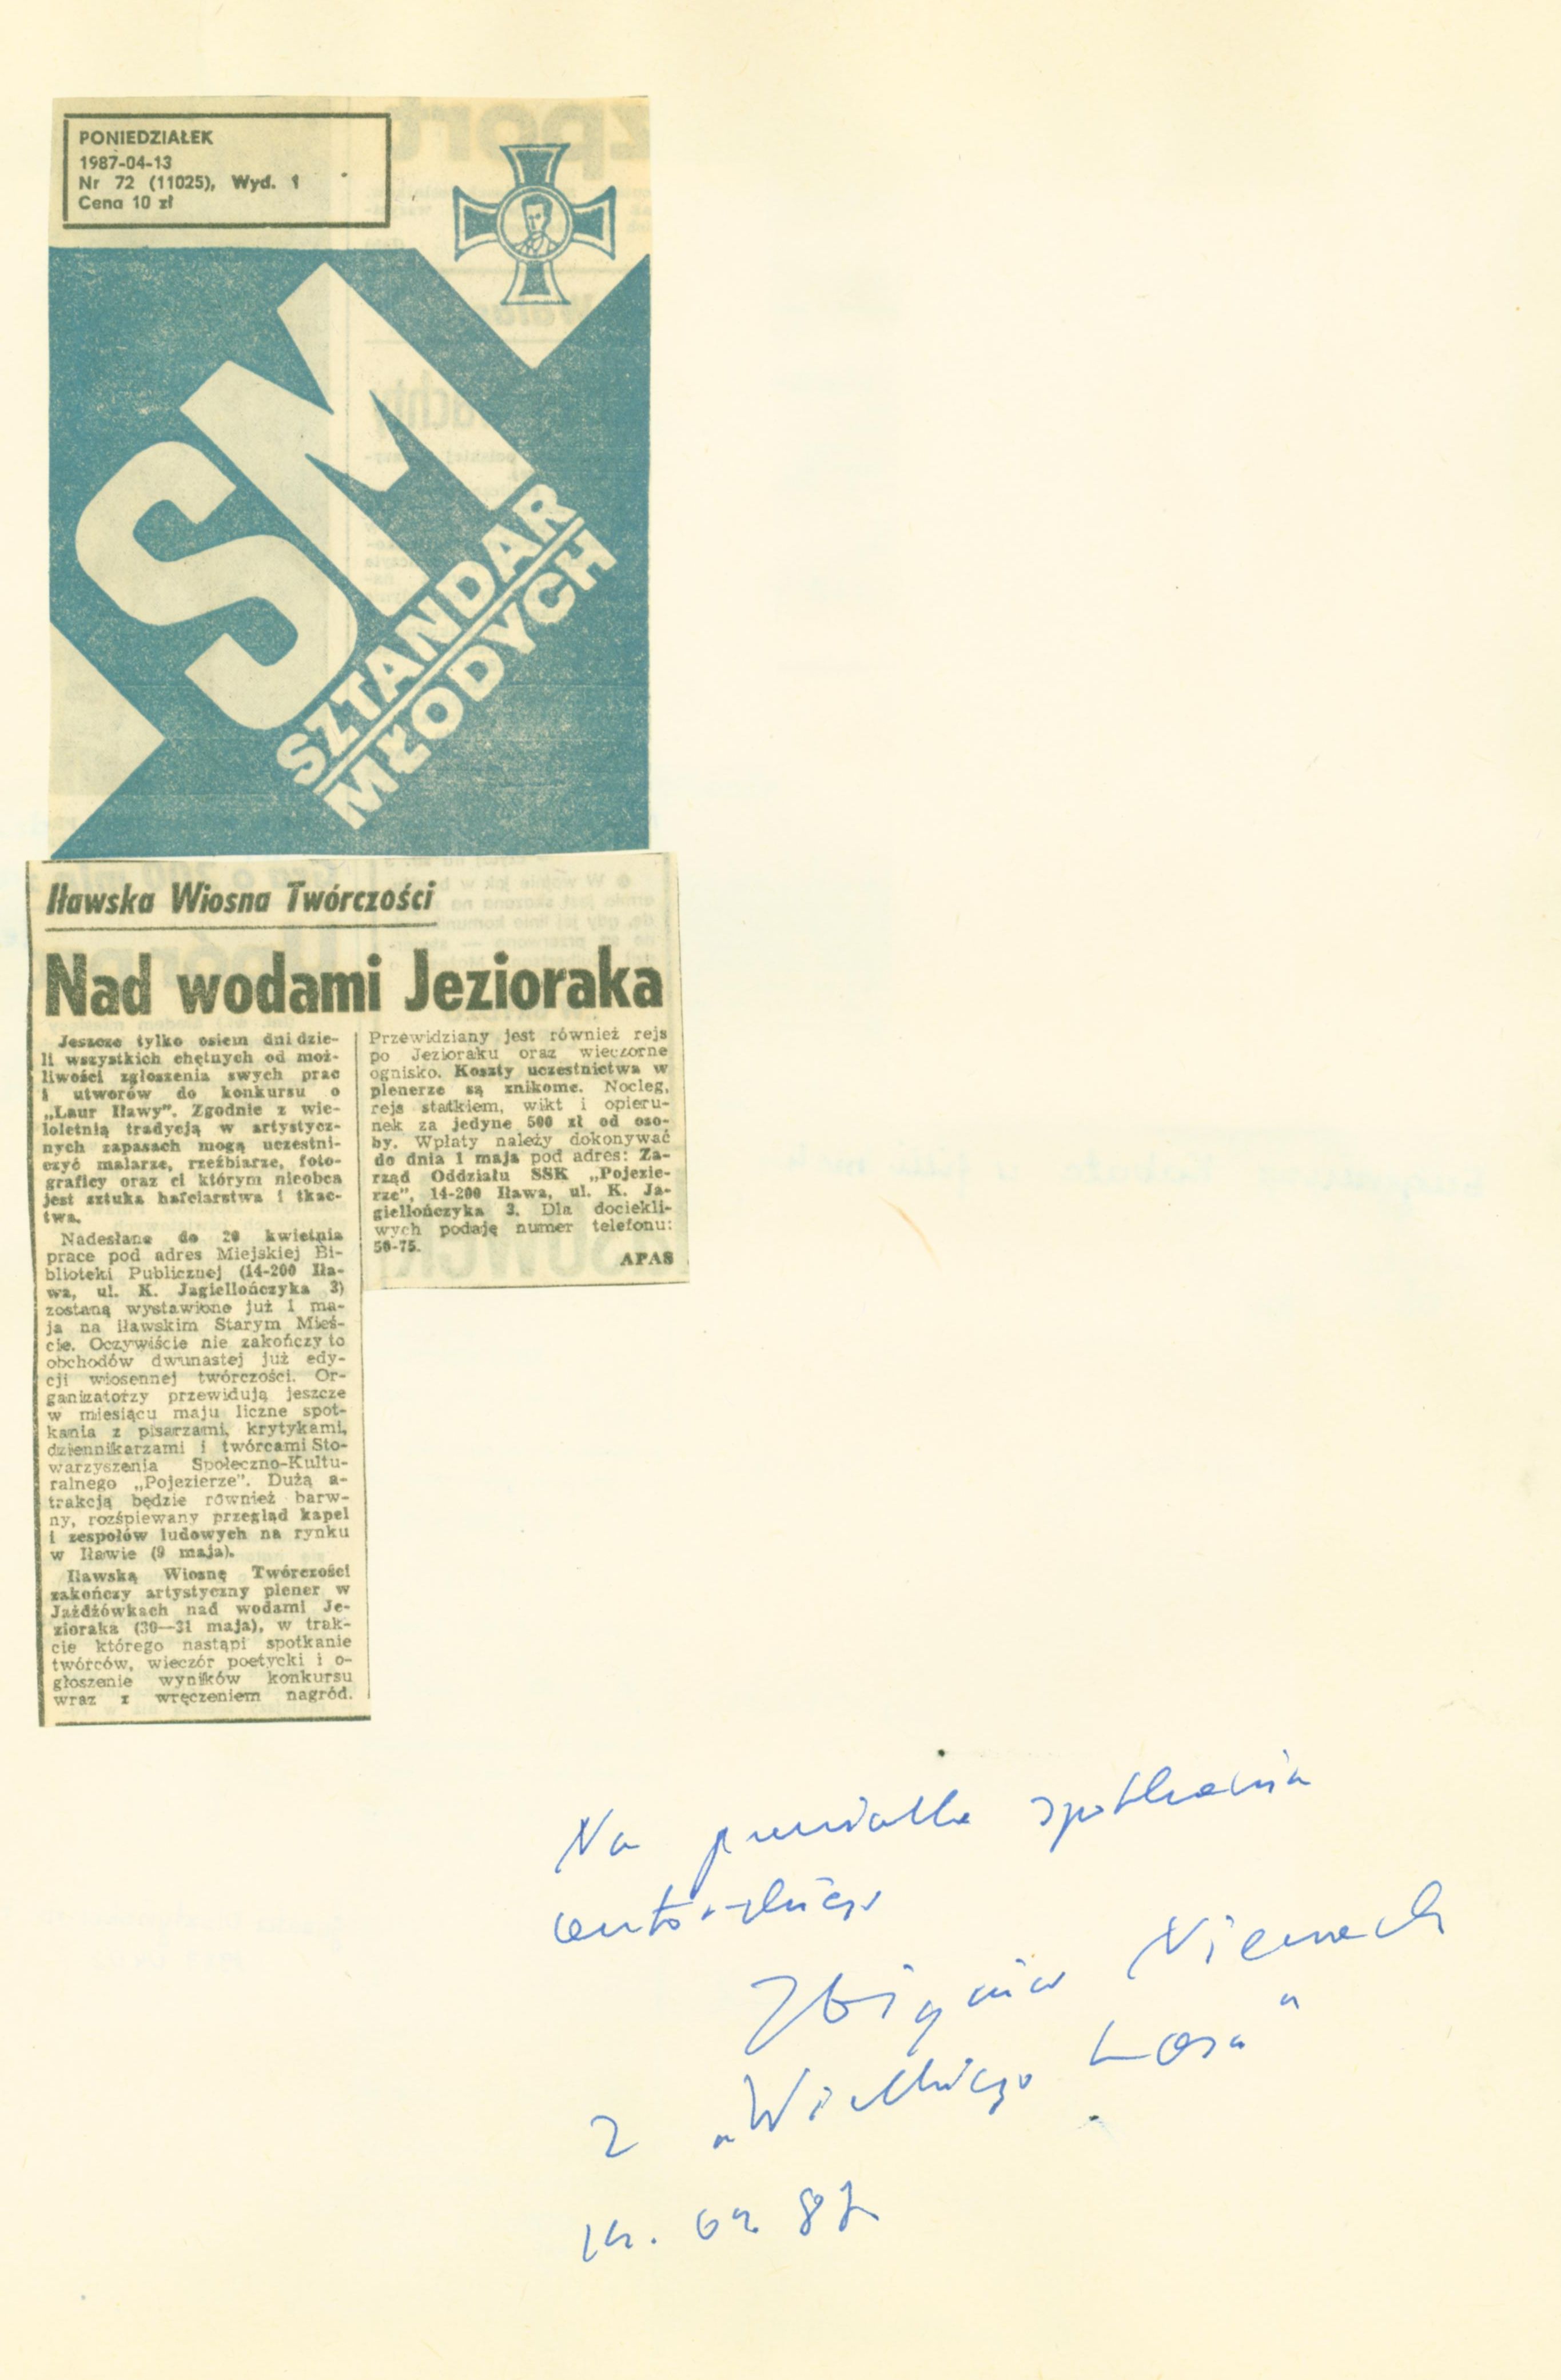 PONIEDZIAŁEK
1987-04-13
Nr 72 (11025), Wyd. 1
Cena 10 zł
SM
SZTANDAR
MŁODYCH
Iławska Wiosna Twórczości
Nad wodami Jezioraka
Jeszcze tylko osiem dni dzie-
li wszystkich chętnych od moż-
liwości zgłoszenia swych prac
i utworów do konkursu o
„Laur Iławy". Zgodnie z wie-
loletnią tradycją w artystycz-
nych zapasach mogą uczestni-
czyć malarze, rzeźbiarze, foto-
graficy oraz ci którym nieobca
jest sztuka hafciarstwa i tkac-
twa.
Nadesłane do 20 kwietnia
prace pod adres Miejskiej Bi-
blioteki Publicznej (14-200 Iła-
wa, ul. K. Jagiellończyka 3)
zostaną wystawione już 1 ma-
ja na iławskim Starym Mieś-
cie. Oczywiście nie zakończy to
obchodów dwunastej już edy-
cji wiosennej twórczości. Or-
ganizatorzy przewidują jeszcze
w miesiącu maju liczne spot-
kania z pisarzami, krytykami,
dziennikarzami i twórcami Sto-
warzyszenia Społeczno-Kultu-
ralnego „Pojezierze". Dużą a-
trakcją będzie również barw-
ny, rozśpiewany przegląd kapel
i zespołów ludowych na rynku
w Iławie (9 maja).
Iławską Wiosnę Twórczości
zakończy artystyczny plener w
Jażdżówkach nad wodami Je-
zioraka (30—31 maja), w trak-
cie którego nastąpi spotkanie
twórców, wieczór poetycki i o-
głoszenie wyników konkursu
wraz z wręczeniem nagród.
Przewidziany jest również rejs
po Jezioraku oraz wieczorne
ognisko. Koszty uczestnictwa w
plenerze są znikome. Nocleg,
rejs statkiem, wikt i opieru-
nek za jedyne 500 zł od oso-
by. Wpłaty należy dokonywać
do dnia 1 maja pod adres: Za-
rząd Oddziału SSK „Pojezie-
rze", 14-200 Iława, ul. K. Ja-
giellończyka 3. Dla dociekli-
wych podaję numer telefonu:
50-75.
APAS
Na pamiątkę spotkania
autorskiego
Zbigniew Nienacki
z „Wielkiego Lasu"
14. 04 87